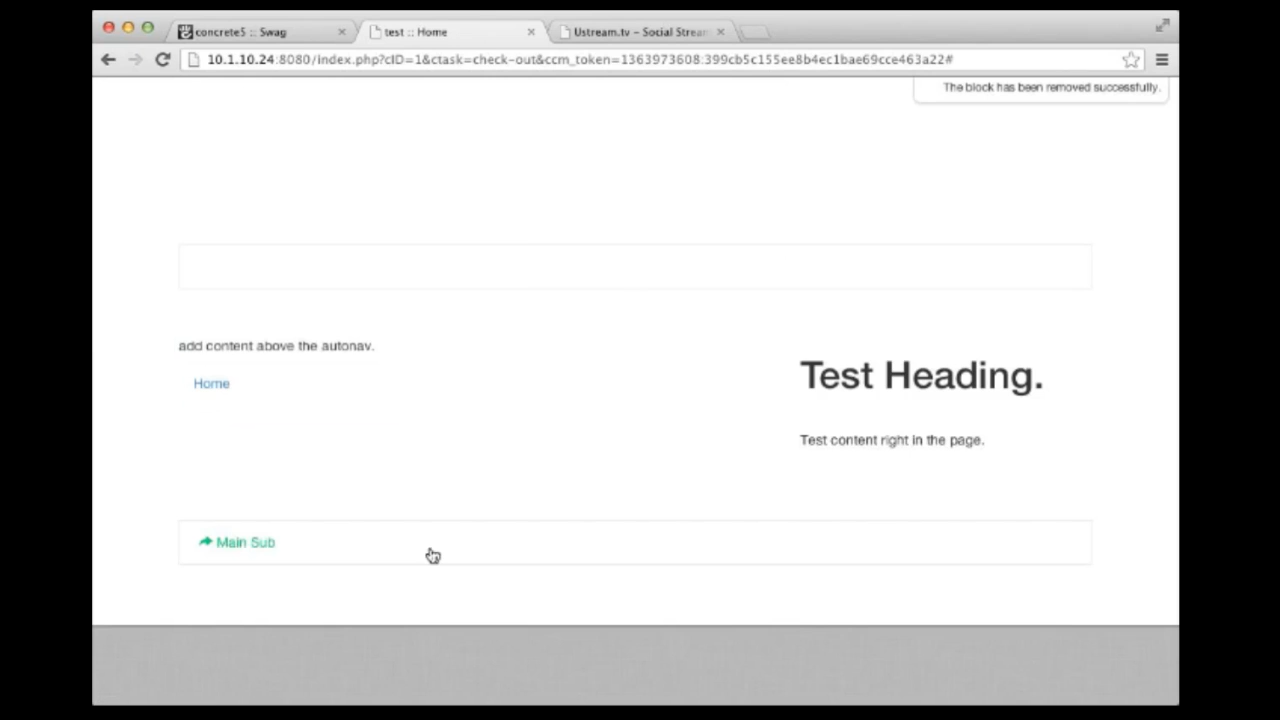 concrete5 :: Swag
test :: Home
Ustream.tv – Social Stream
10.1.10.24:8080/index.php?cID=1&ctask=check-out&ccm_token=1363973608:399cb5c155ee8b4ec1bae69cce463a22#
The block has been removed successfully.
add content above the autonav.
Home
Test Heading.
Test content right in the page.
Main Sub